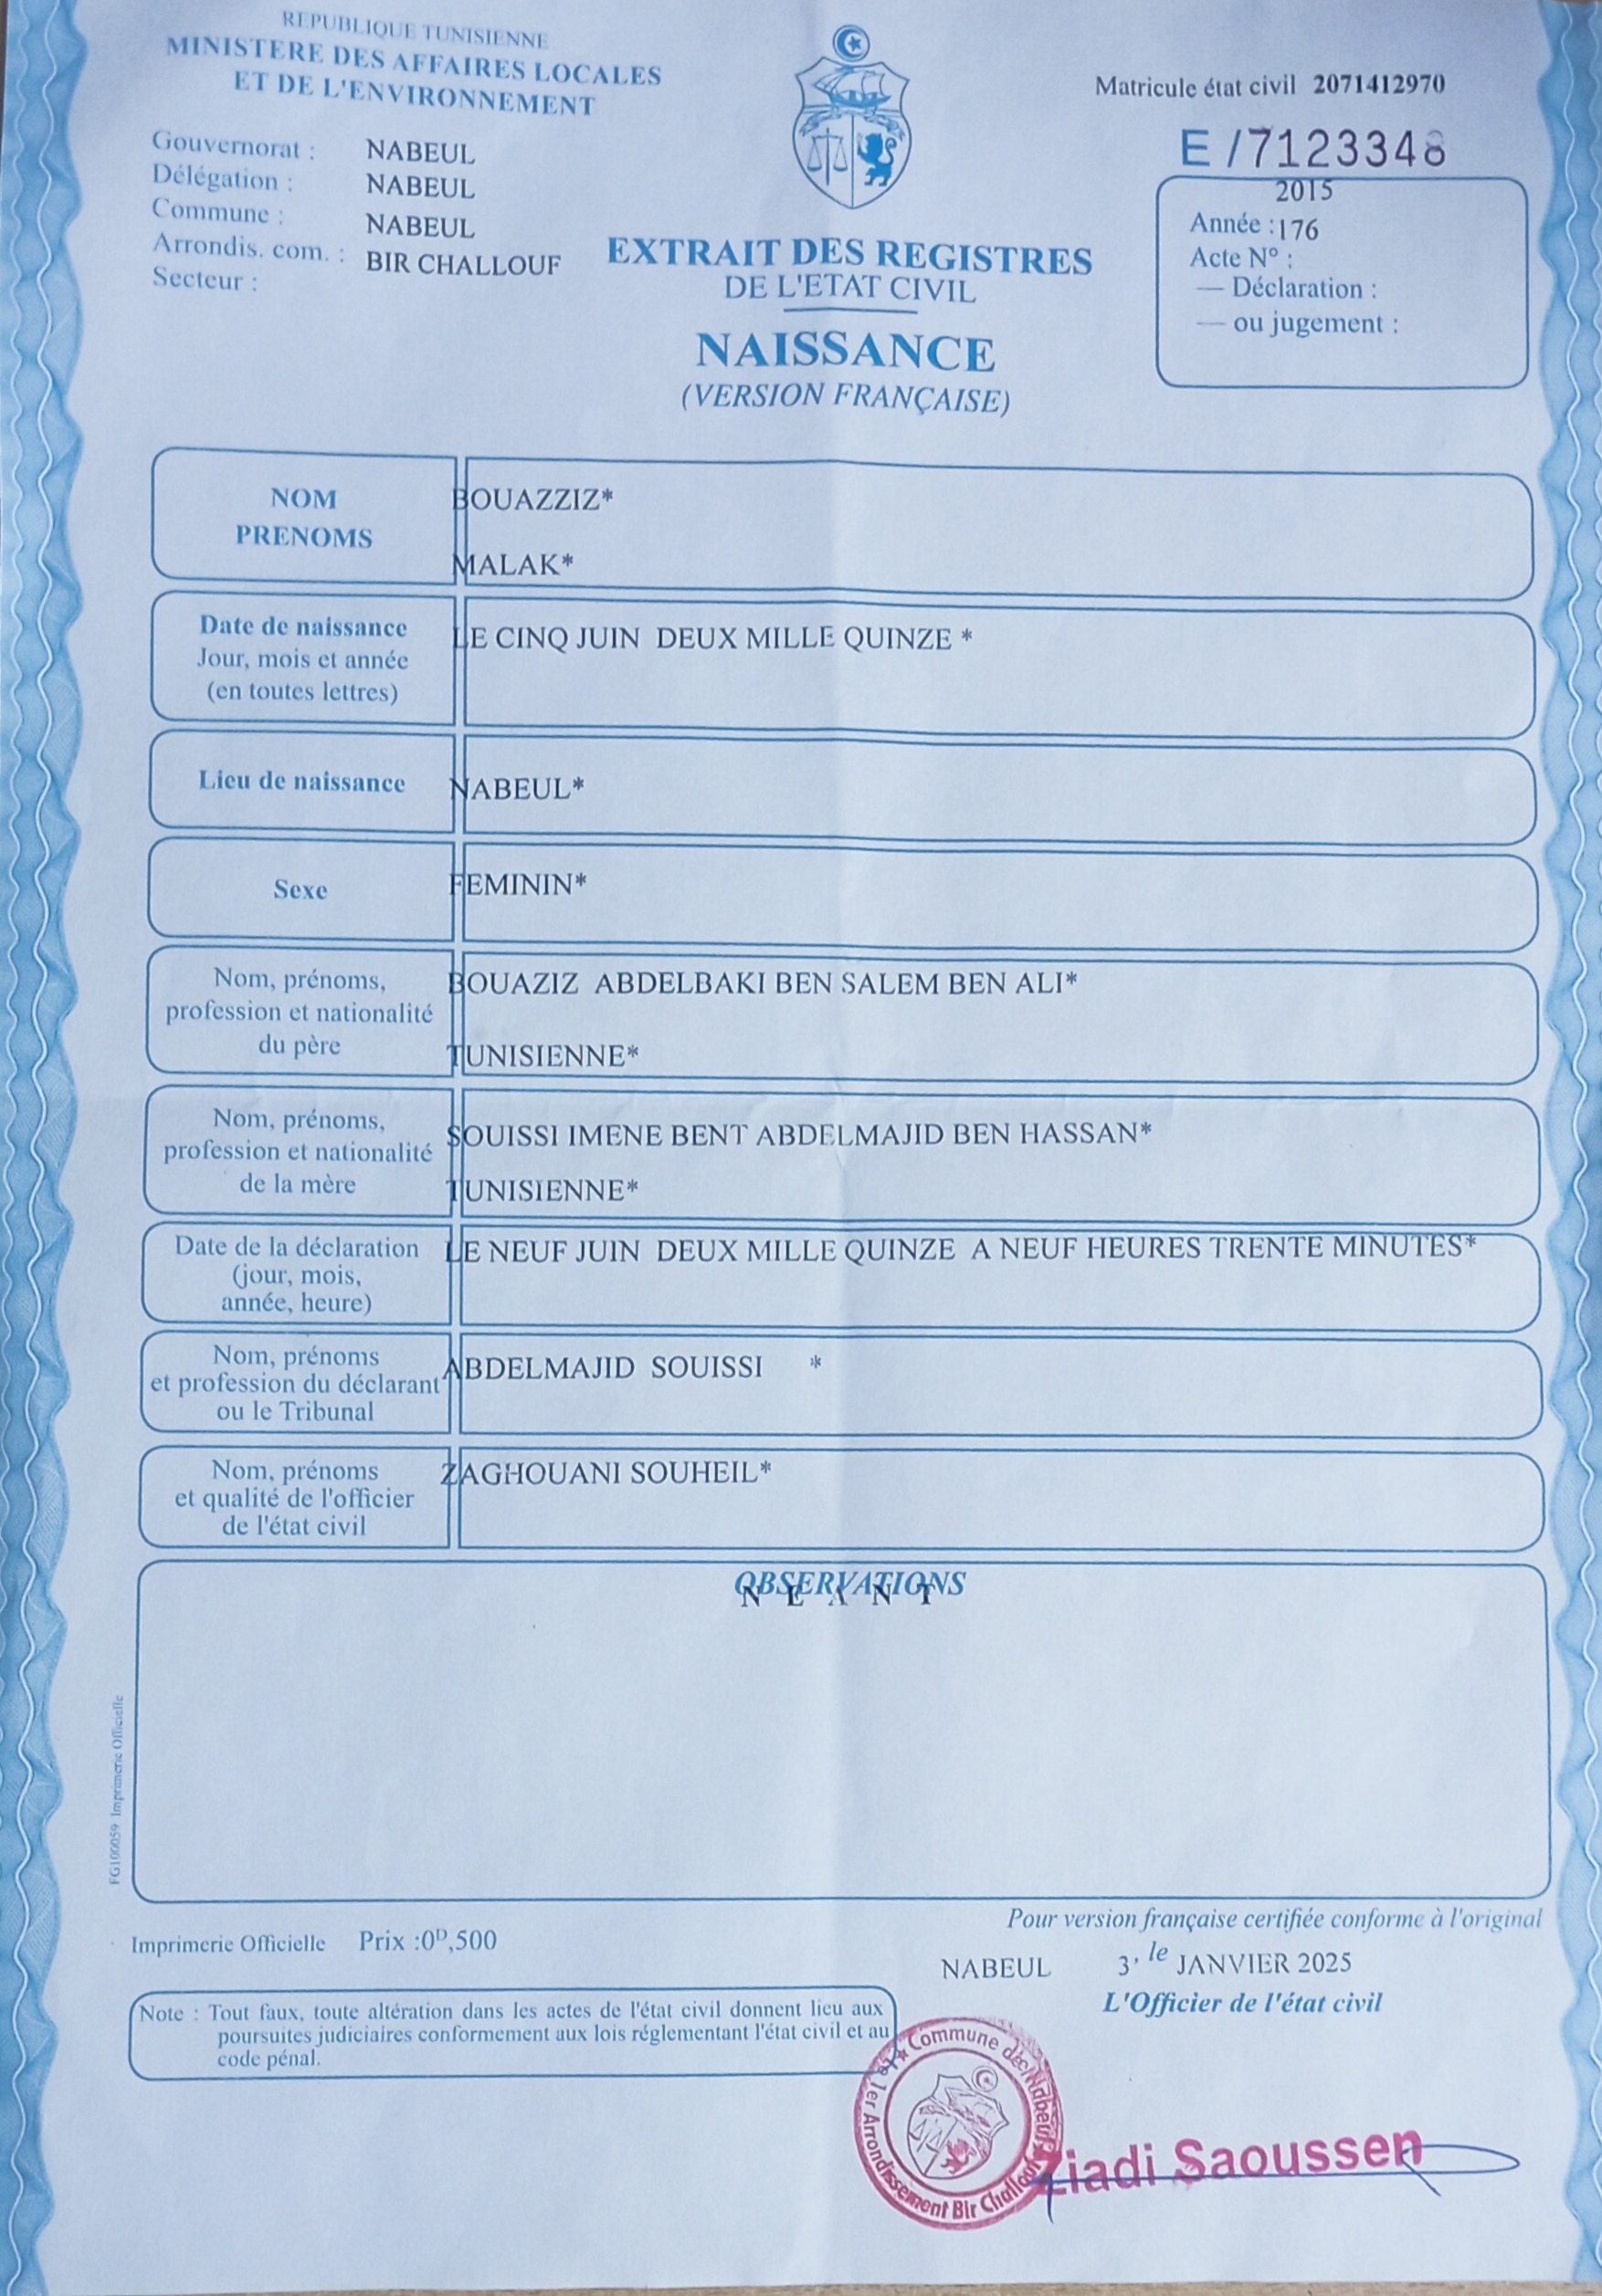 REPUBLIQUE TUNISIENNE
MINISTERE DES AFFAIRES LOCALES
ET DE L'ENVIRONNEMENT
Gouvernorat : NABEUL
Délégation : NABEUL
Commune : NABEUL
Arrondis. com. : BIR CHALLOUF
Secteur :
Matricule état civil 2071412970
E /7123348
2015
Année : 176
Acte N° :
— Déclaration :
— ou jugement :
EXTRAIT DES REGISTRES
DE L'ETAT CIVIL
NAISSANCE
(VERSION FRANÇAISE)
NOM
PRENOMS
BOUAZZIZ*
MALAK*
Date de naissance
Jour, mois et année
(en toutes lettres)
LE CINQ JUIN DEUX MILLE QUINZE *
Lieu de naissance
NABEUL*
Sexe
FEMININ*
Nom, prénoms,
profession et nationalité
du père
BOUAZIZ ABDELBAKI BEN SALEM BEN ALI*
TUNISIENNE*
Nom, prénoms,
profession et nationalité
de la mère
SOUISSI IMENE BENT ABDELMAJID BEN HASSAN*
TUNISIENNE*
Date de la déclaration
(jour, mois,
année, heure)
LE NEUF JUIN DEUX MILLE QUINZE A NEUF HEURES TRENTE MINUTES*
Nom, prénoms
et profession du déclarant
ou le Tribunal
ABDELMAJID SOUISSI *
Nom, prénoms
et qualité de l'officier
de l'état civil
ZAGHOUANI SOUHEIL*
OBSERVATIONS
N E A N T
FG100059 Imprimerie Officielle
Pour version française certifiée conforme à l'original
Imprimerie Officielle Prix :0ᴰ,500
NABEUL 3, le JANVIER 2025
L'Officier de l'état civil
Note : Tout faux, toute altération dans les actes de l'état civil donnent lieu aux
poursuites judiciaires conformement aux lois réglementant l'état civil et au
code pénal.
Commune de Nabeul
1er Arrondissement Bir Challouf
Ziadi Saoussen